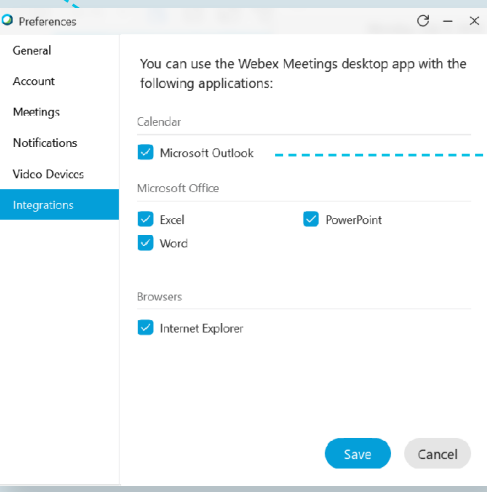 Preferences
General
Account
Meetings
Notifications
Video Devices
Integrations
You can use the Webex Meetings desktop app with the
following applications:
Calendar
Microsoft Outlook
Microsoft Office
Excel
PowerPoint
Word
Browsers
Internet Explorer
Save
Cancel